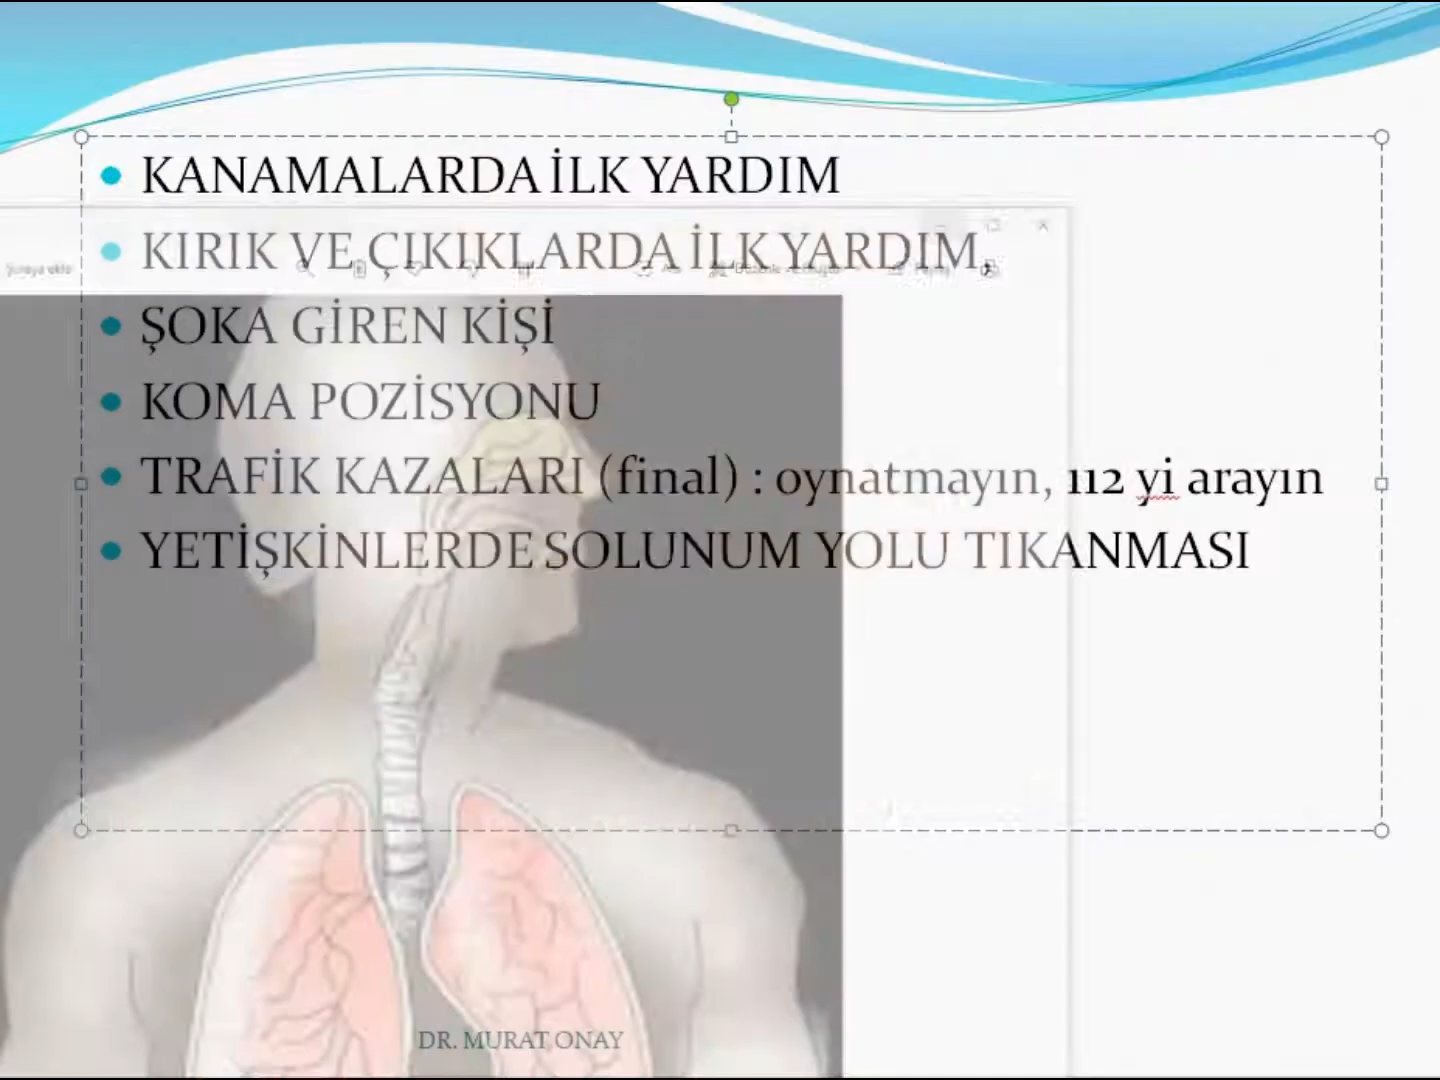 KANAMALARDA İLK YARDIM
KIRIK VE ÇIKIKLARDA İLK YARDIM
ŞOKA GİREN KİŞİ
KOMA POZİSYONU
TRAFİK KAZALARI (final) : oynatmayın, 112 yi arayın
YETİŞKİNLERDE SOLUNUM YOLU TIKANMASI
DR. MURAT ONAY